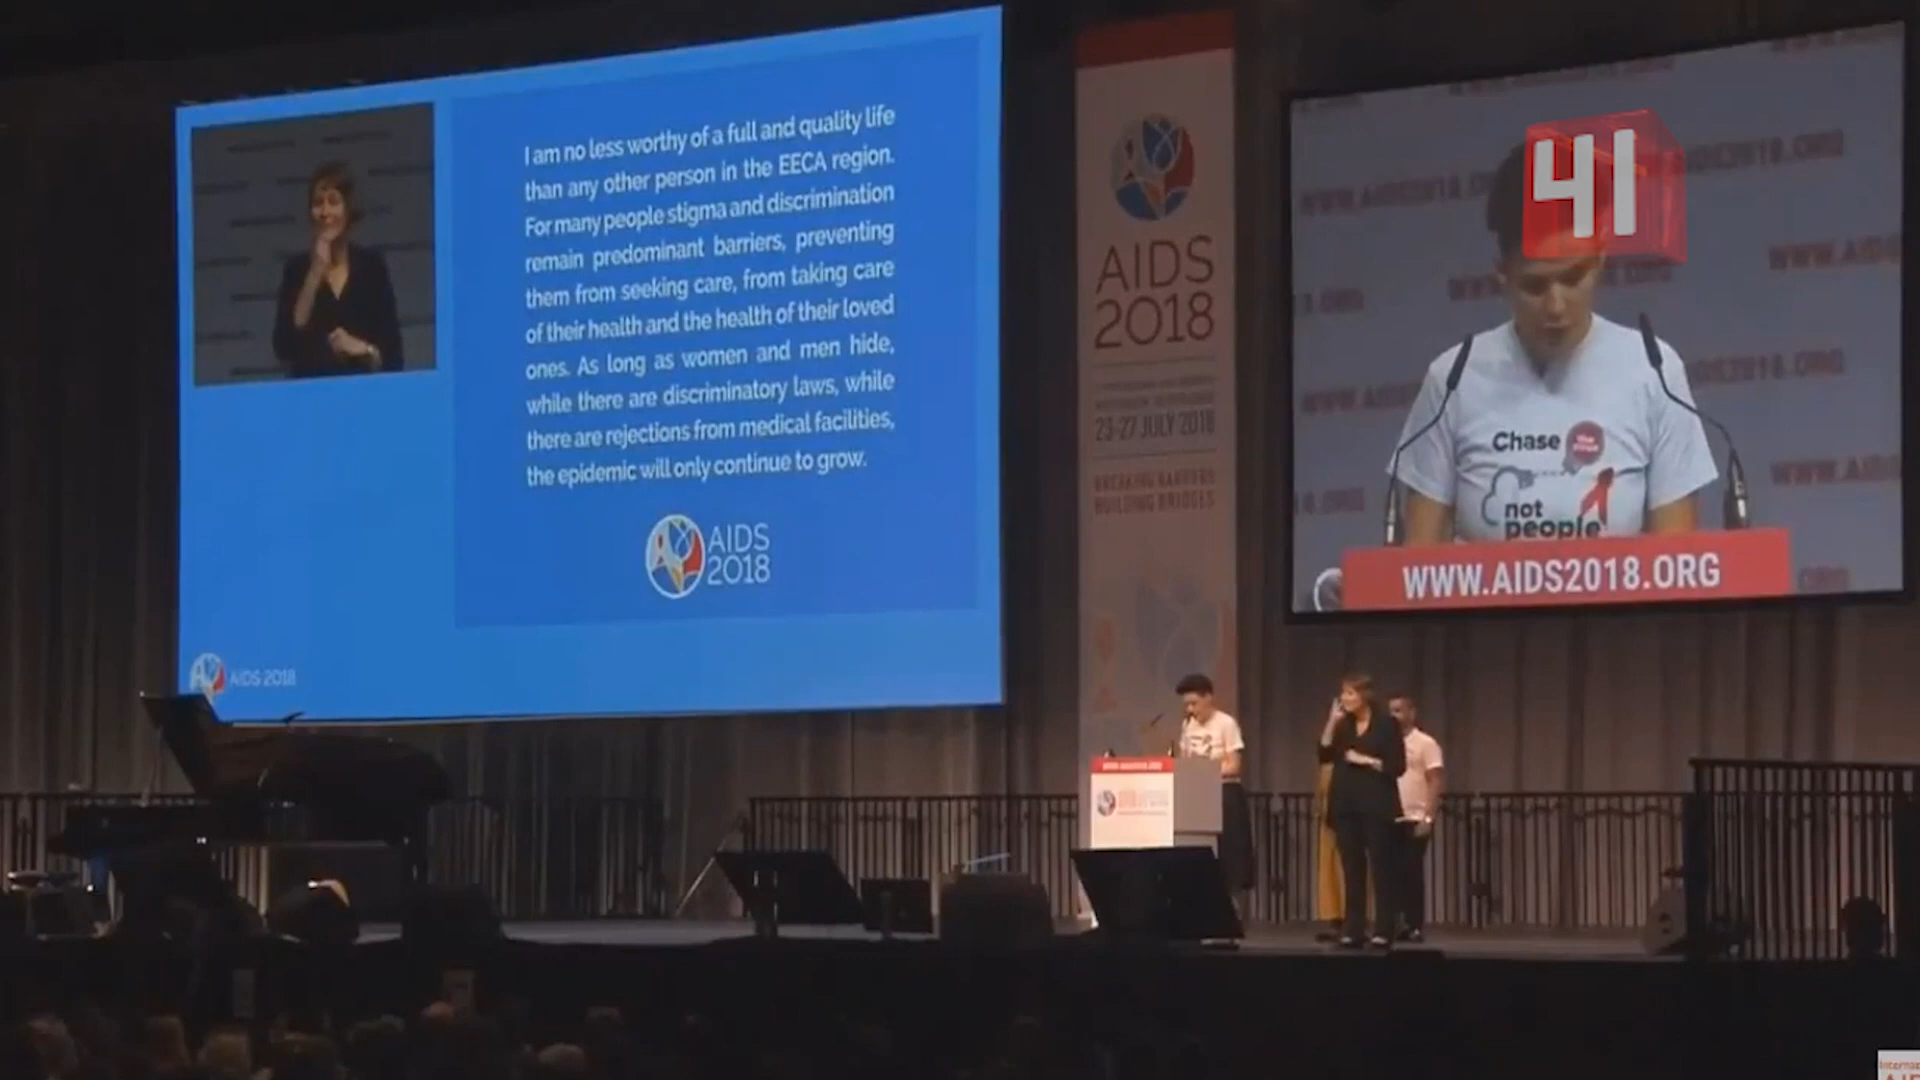 I am no less worthy of a full and quality life
than any other person in the EECA region.
For many people stigma and discrimination
remain predominant barriers, preventing
them from seeking care, from taking care
of their health and the health of their loved
ones. As long as women and men hide,
while there are discriminatory laws, while
there are rejections from medical facilities,
the epidemic will only continue to grow.
AIDS
2018
AIDS 2018
AIDS
2018
23-27 JULY 2018
BREAKING BARRIERS
BUILDING BRIDGES
41
Chase
not
people
WWW.AIDS2018.ORG